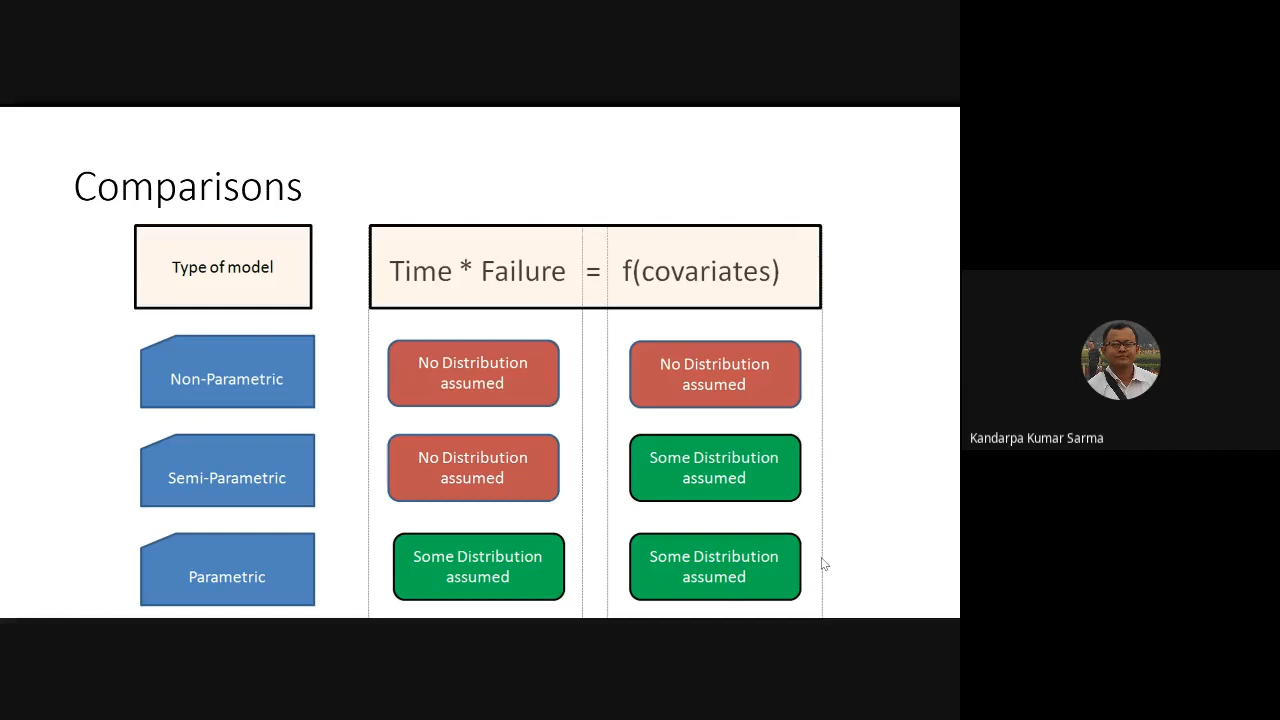 Comparisons
Type of model
Time * Failure = f(covariates)
Non-Parametric
No Distribution
assumed
No Distribution
assumed
Semi-Parametric
No Distribution
assumed
Some Distribution
assumed
Parametric
Some Distribution
assumed
Some Distribution
assumed
Kandarpa Kumar Sarma